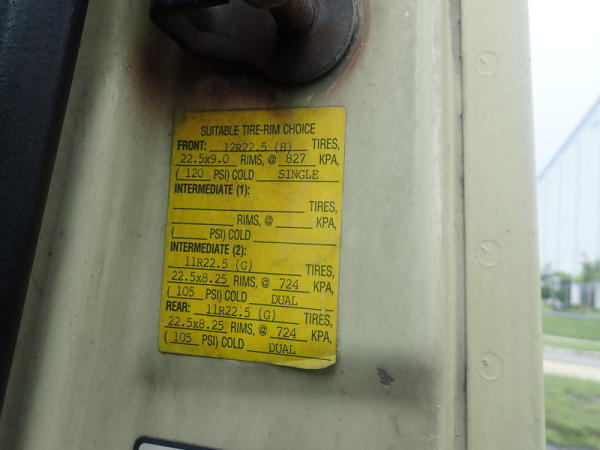 SUITABLE TIRE-RIM CHOICE
FRONT: 12R22.5 (H) TIRES,
22.5x9.0 RIMS, @ 827 KPA,
( 120 PSI) COLD SINGLE
INTERMEDIATE (1):
TIRES,
RIMS, @ KPA,
( PSI) COLD
INTERMEDIATE (2):
11R22.5 (G) TIRES,
22.5x8.25 RIMS, @ 724 KPA,
( 105 PSI) COLD DUAL
REAR: 11R22.5 (G) TIRES,
22.5x8.25 RIMS, @ 724 KPA,
( 105 PSI) COLD DUAL